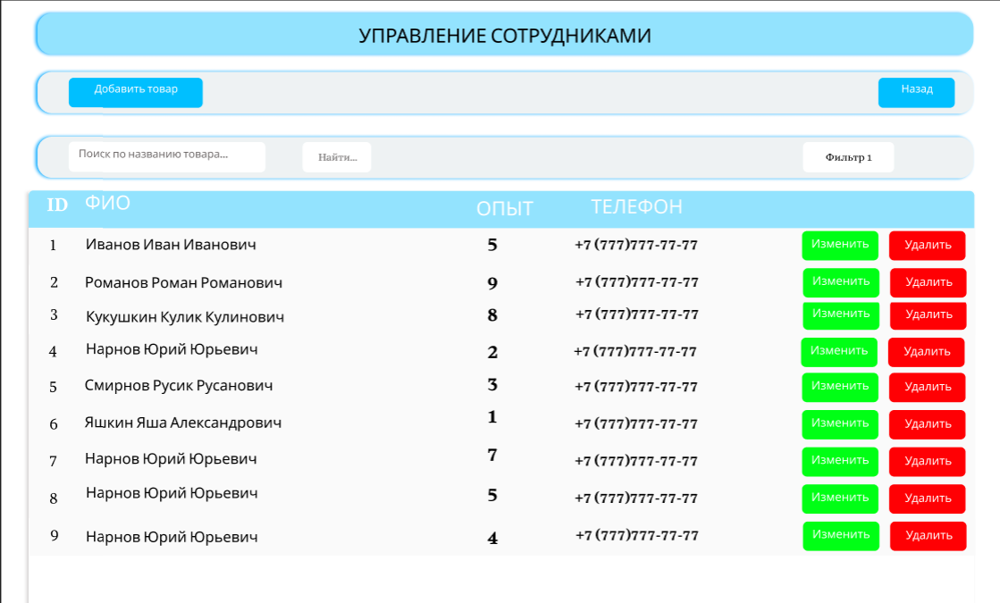 УПРАВЛЕНИЕ СОТРУДНИКАМИ
Добавить товар Назад
Поиск по названию товара... Найти... Фильтр 1
ID ФИО ОПЫТ ТЕЛЕФОН
1 Иванов Иван Иванович 5 +7 (777)777-77-77 Изменить Удалить
2 Романов Роман Романович 9 +7 (777)777-77-77 Изменить Удалить
3 Кукушкин Кулик Кулинович 8 +7 (777)777-77-77 Изменить Удалить
4 Нарнов Юрий Юрьевич 2 +7 (777)777-77-77 Изменить Удалить
5 Смирнов Русик Русанович 3 +7 (777)777-77-77 Изменить Удалить
6 Яшкин Яша Александрович 1 +7 (777)777-77-77 Изменить Удалить
7 Нарнов Юрий Юрьевич 7 +7 (777)777-77-77 Изменить Удалить
8 Нарнов Юрий Юрьевич 5 +7 (777)777-77-77 Изменить Удалить
9 Нарнов Юрий Юрьевич 4 +7 (777)777-77-77 Изменить Удалить